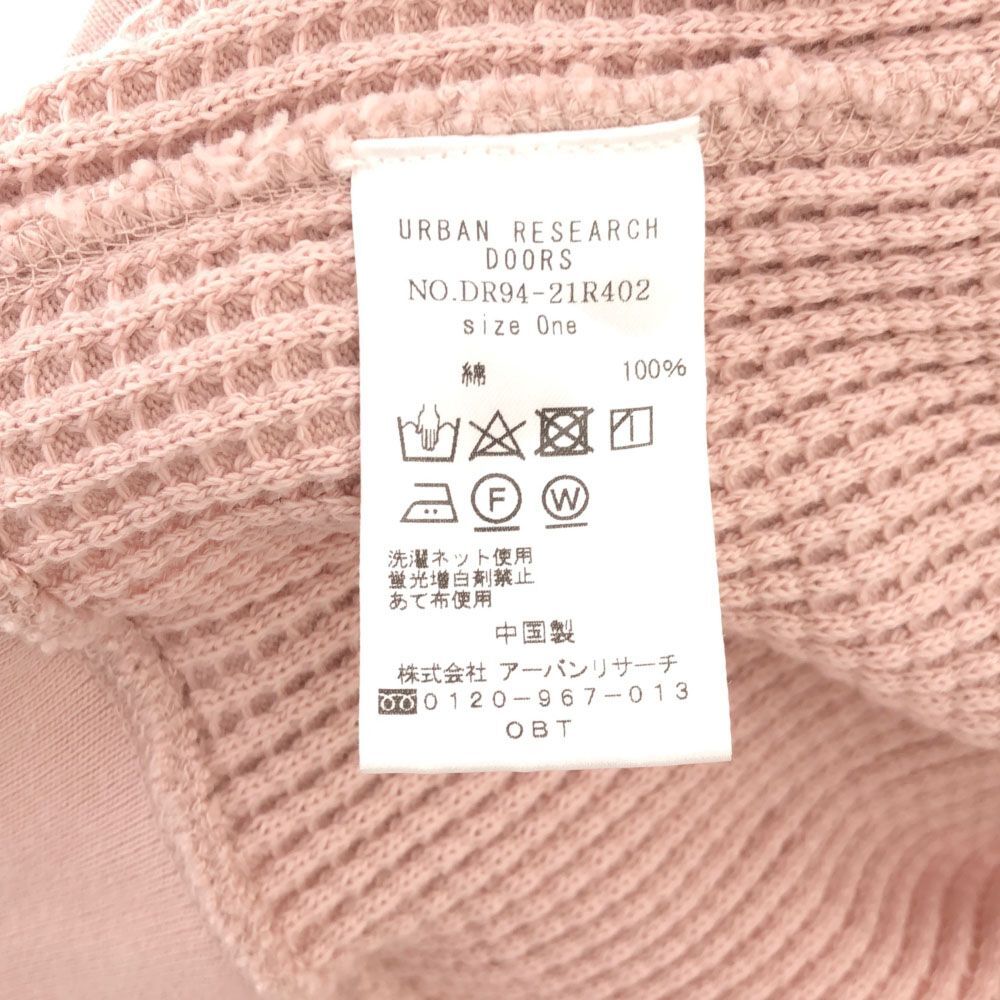 URBAN RESEARCH
DOORS
NO.DR94-21R402
size One
綿 100%
F W
洗濯ネット使用
蛍光増白剤禁止
あて布使用
中国製
株式会社 アーバンリサーチ
0120-967-013
OBT